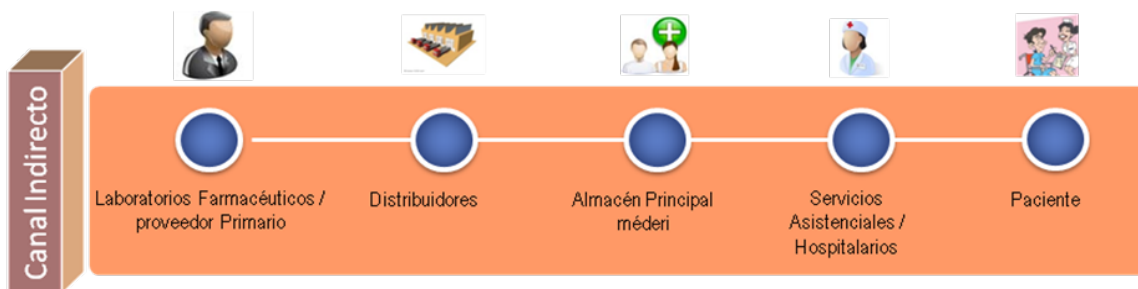 Canal Indirecto
Laboratorios Farmacéuticos /
proveedor Primario
Distribuidores
Almacén Principal
méderi
Servicios
Asistenciales /
Hospitalarios
Paciente